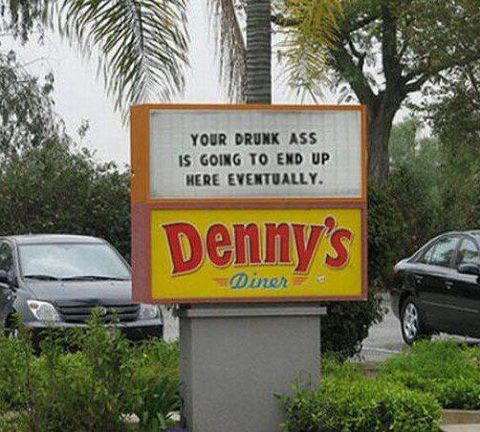 YOUR DRUNK ASS
IS GOING TO END UP
HERE EVENTUALLY.
Denny's
Diner